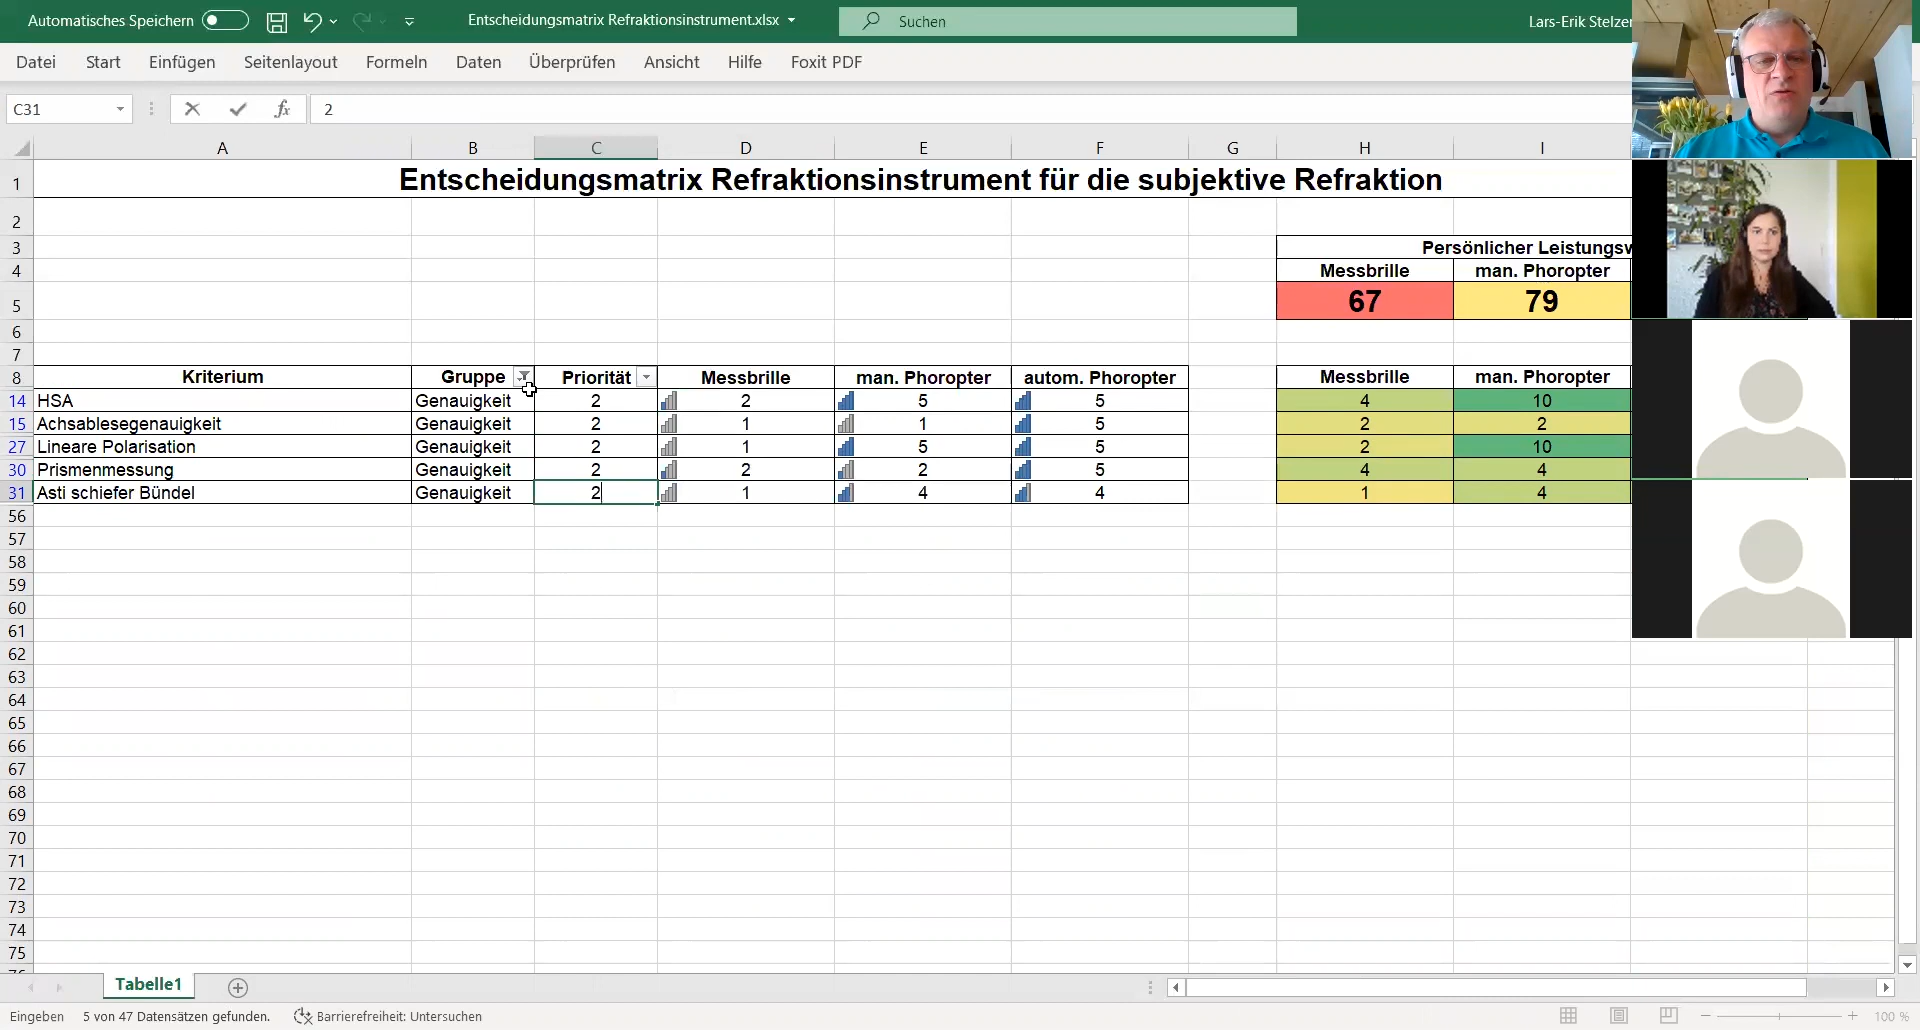 Automatisches Speichern
Entscheidungsmatrix Refraktionsinstrument.xlsx
Suchen
Lars-Erik Stelzer
Datei Start Einfügen Seitenlayout Formeln Daten Überprüfen Ansicht Hilfe Foxit PDF
C31 fx 2
A B C D E F G H I
1 Entscheidungsmatrix Refraktionsinstrument für die subjektive Refraktion
2
3 Persönlicher Leistungsw
4 Messbrille man. Phoropter
5 67 79
6
7
8 Kriterium Gruppe Priorität Messbrille man. Phoropter autom. Phoropter Messbrille man. Phoropter
14 HSA Genauigkeit 2 2 5 5 4 10
15 Achsablesegenauigkeit Genauigkeit 2 1 1 5 2 2
27 Lineare Polarisation Genauigkeit 2 1 5 5 2 10
30 Prismenmessung Genauigkeit 2 2 2 5 4 4
31 Asti schiefer Bündel Genauigkeit 2 1 4 4 1 4
56
57
58
59
60
61
62
63
64
65
66
67
68
69
70
71
72
73
74
75
Tabelle1
Eingeben 5 von 47 Datensätzen gefunden. Barrierefreiheit: Untersuchen 100 %